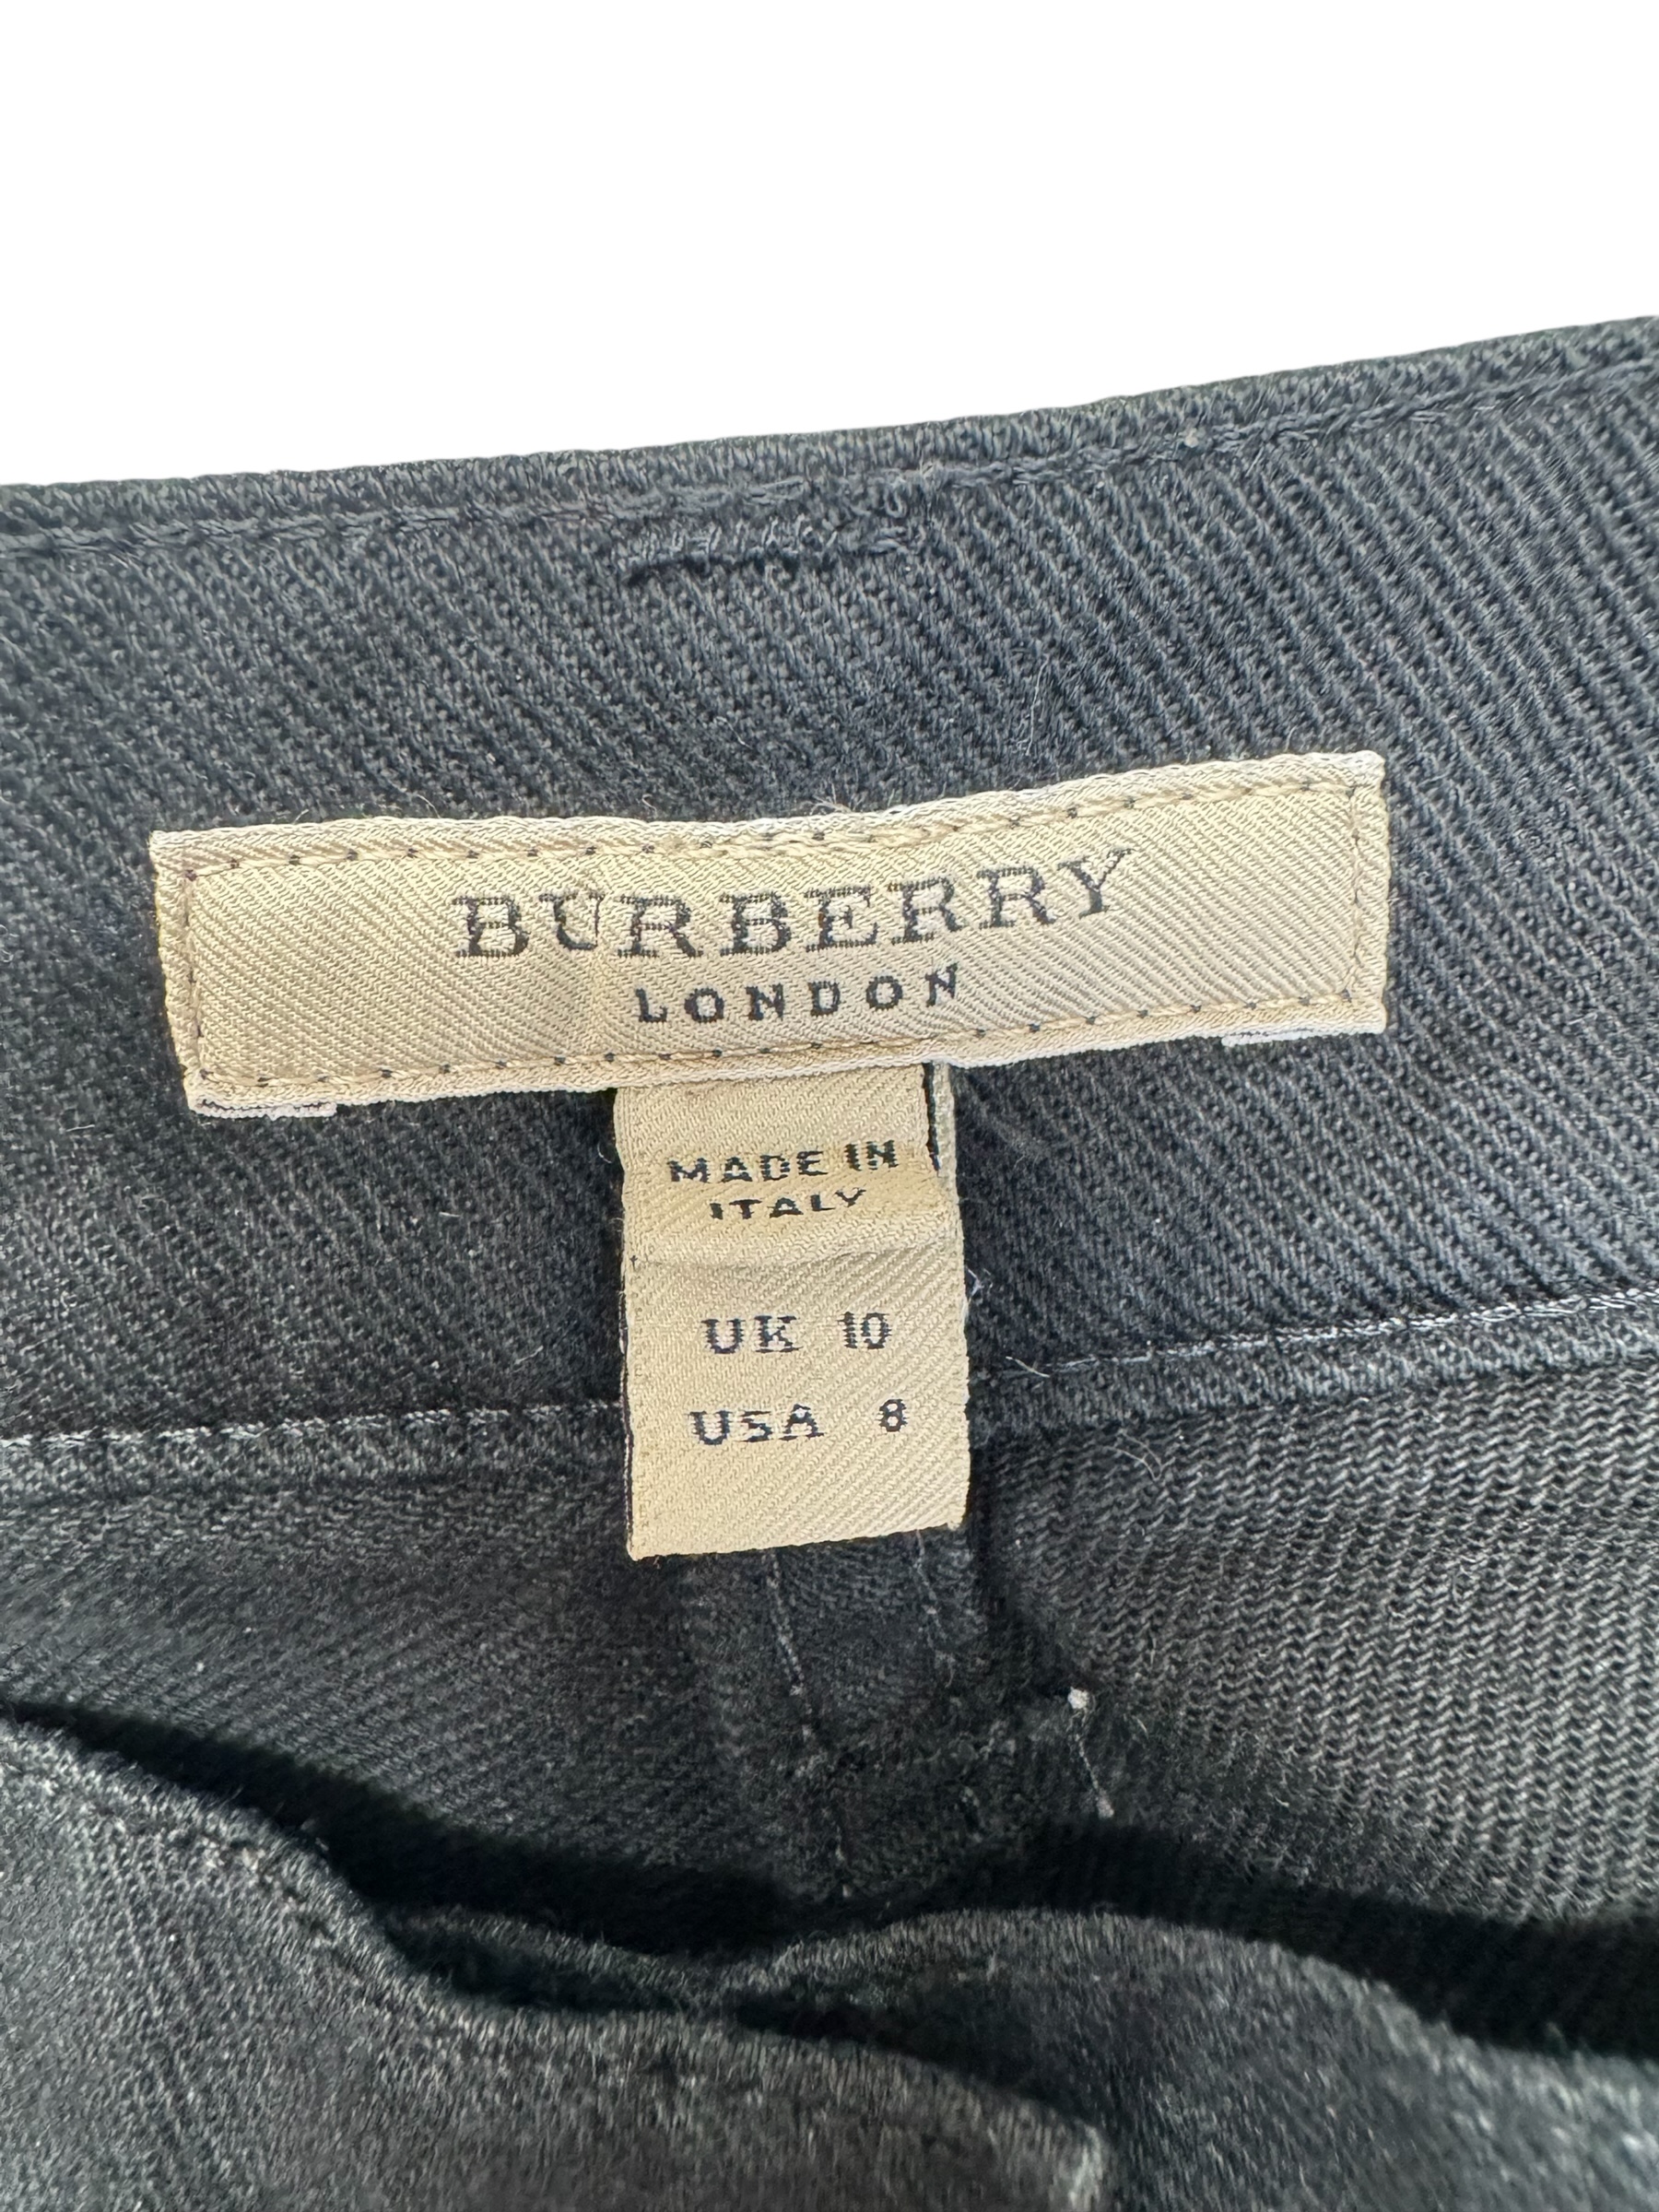 BURBERRY
LONDON
MADE IN
ITALY
UK 10
USA 8